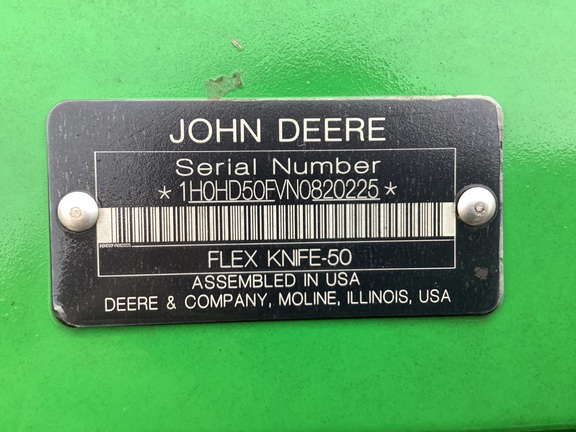 JOHN DEERE
Serial Number
*1H0HD50FVN0820225*
FLEX KNIFE-50
ASSEMBLED IN USA
DEERE & COMPANY, MOLINE, ILLINOIS, USA